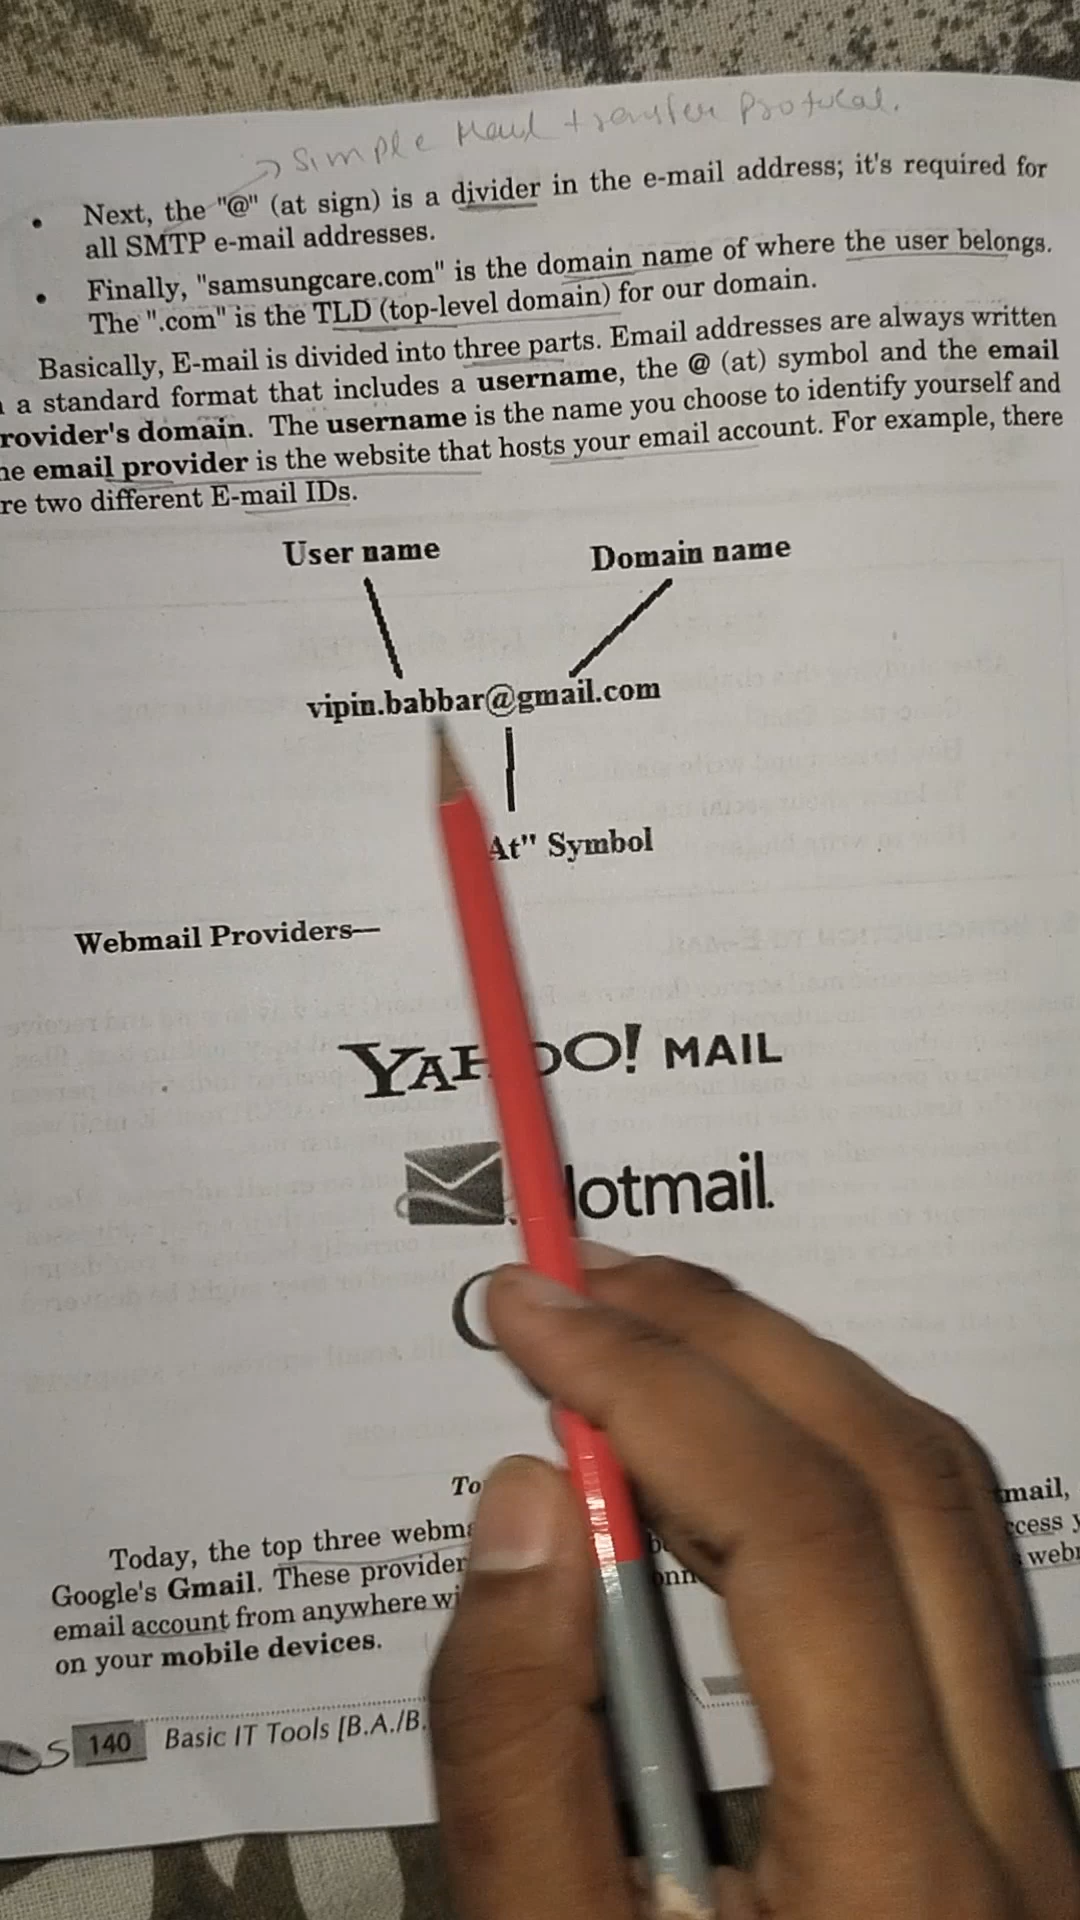 Simple Mail transfer Protocal.
• Next, the "@" (at sign) is a divider in the e-mail address; it's required for
all SMTP e-mail addresses.
• Finally, "samsungcare.com" is the domain name of where the user belongs.
The ".com" is the TLD (top-level domain) for our domain.
Basically, E-mail is divided into three parts. Email addresses are always written
a standard format that includes a username, the @ (at) symbol and the email
rovider's domain. The username is the name you choose to identify yourself and
he email provider is the website that hosts your email account. For example, there
re two different E-mail IDs.
User name Domain name
vipin.babbar@gmail.com
At" Symbol
Webmail Providers—
YAHOO! MAIL
otmail.
To
Today, the top three webma mail,
Google's Gmail. These provider ccess y
email account from anywhere wi onn webm
on your mobile devices.
140 Basic IT Tools [B.A./B.